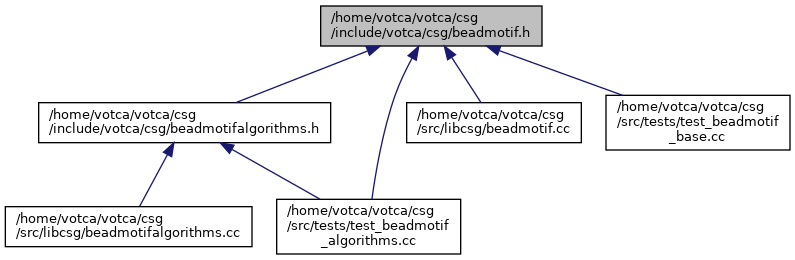 /home/votca/votca/csg
/include/votca/csg/beadmotif.h
/home/votca/votca/csg
/include/votca/csg/beadmotifalgorithms.h
/home/votca/votca/csg
/src/libcsg/beadmotif.cc
/home/votca/votca/csg
/src/tests/test_beadmotif
_base.cc
/home/votca/votca/csg
/src/libcsg/beadmotifalgorithms.cc
/home/votca/votca/csg
/src/tests/test_beadmotif
_algorithms.cc